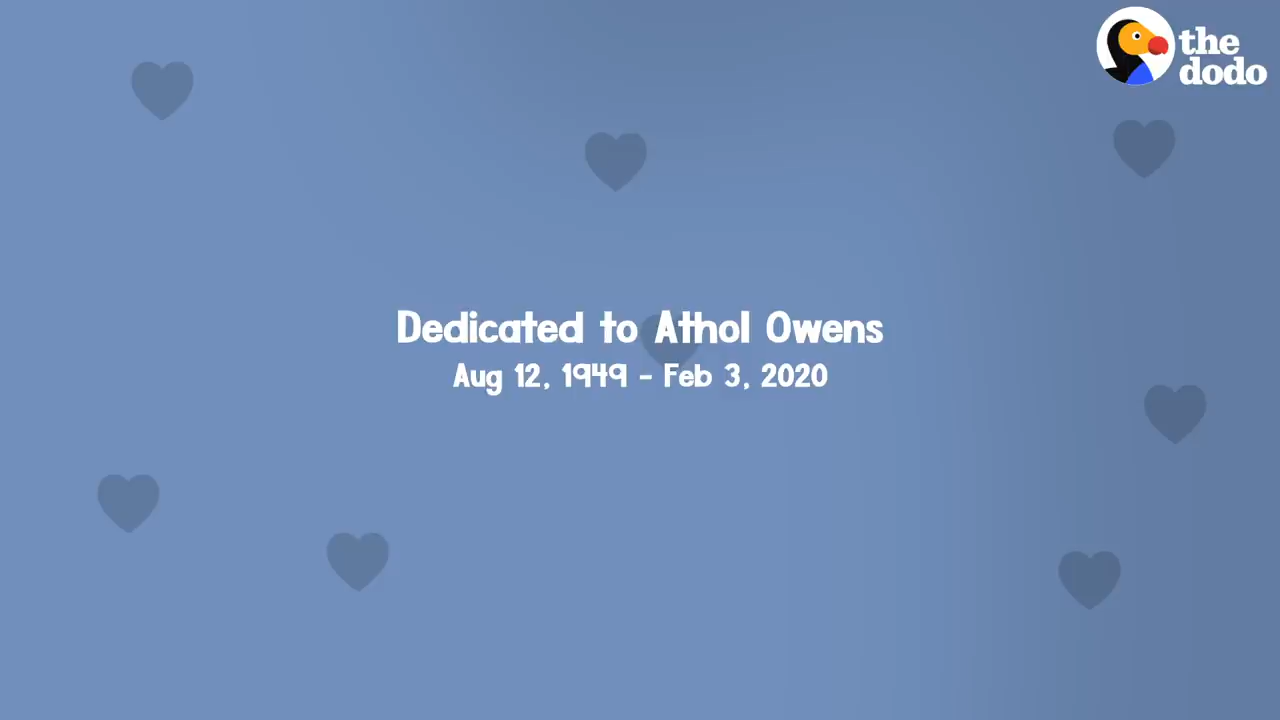 the
dodo
Dedicated to Athol Owens
Aug 12, 1949 - Feb 3, 2020